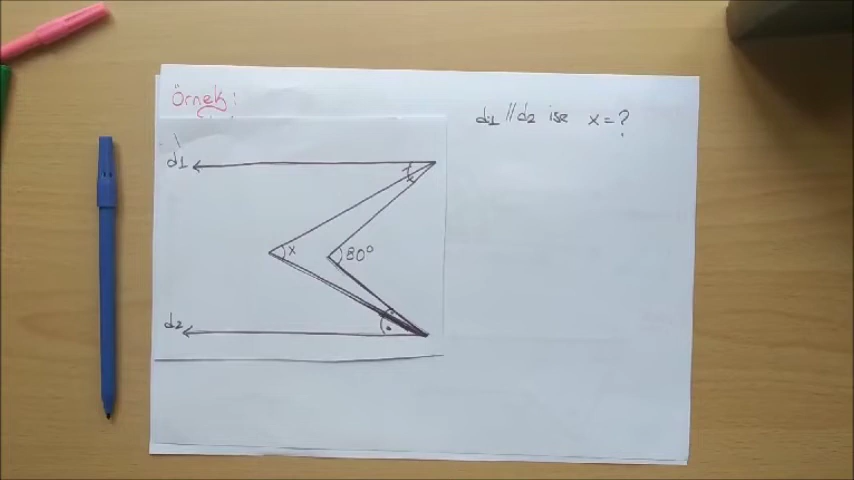 Örnek:
d1 // d2 ise x = ?
d1
x
80°
d2